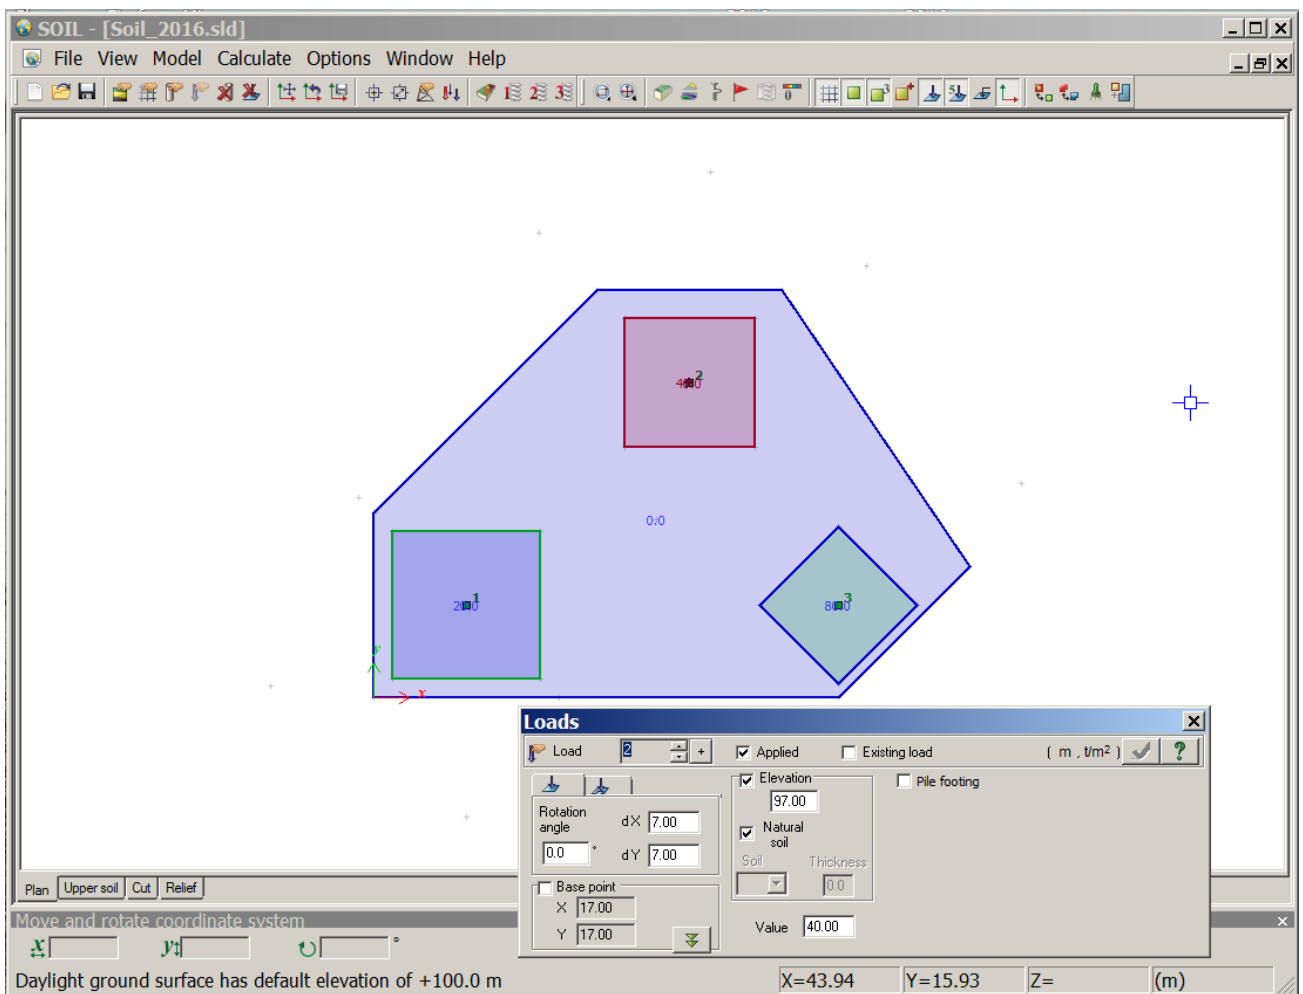 SOIL - [Soil_2016.sld]
File View Model Calculate Options Window Help
2
0.0
1
3
y
x
Loads
Load 2 + Applied Existing load ( m , t/m² ) ?
Elevation Pile footing
97.00
Rotation angle dX 7.00
Natural soil
0.0 ° dY 7.00
Soil Thickness
0.0
Base point
X 17.00
Value 40.00
Y 17.00
Plan Upper soil Cut Relief
Move and rotate coordinate system
x y °
Daylight ground surface has default elevation of +100.0 m X=43.94 Y=15.93 Z= (m)